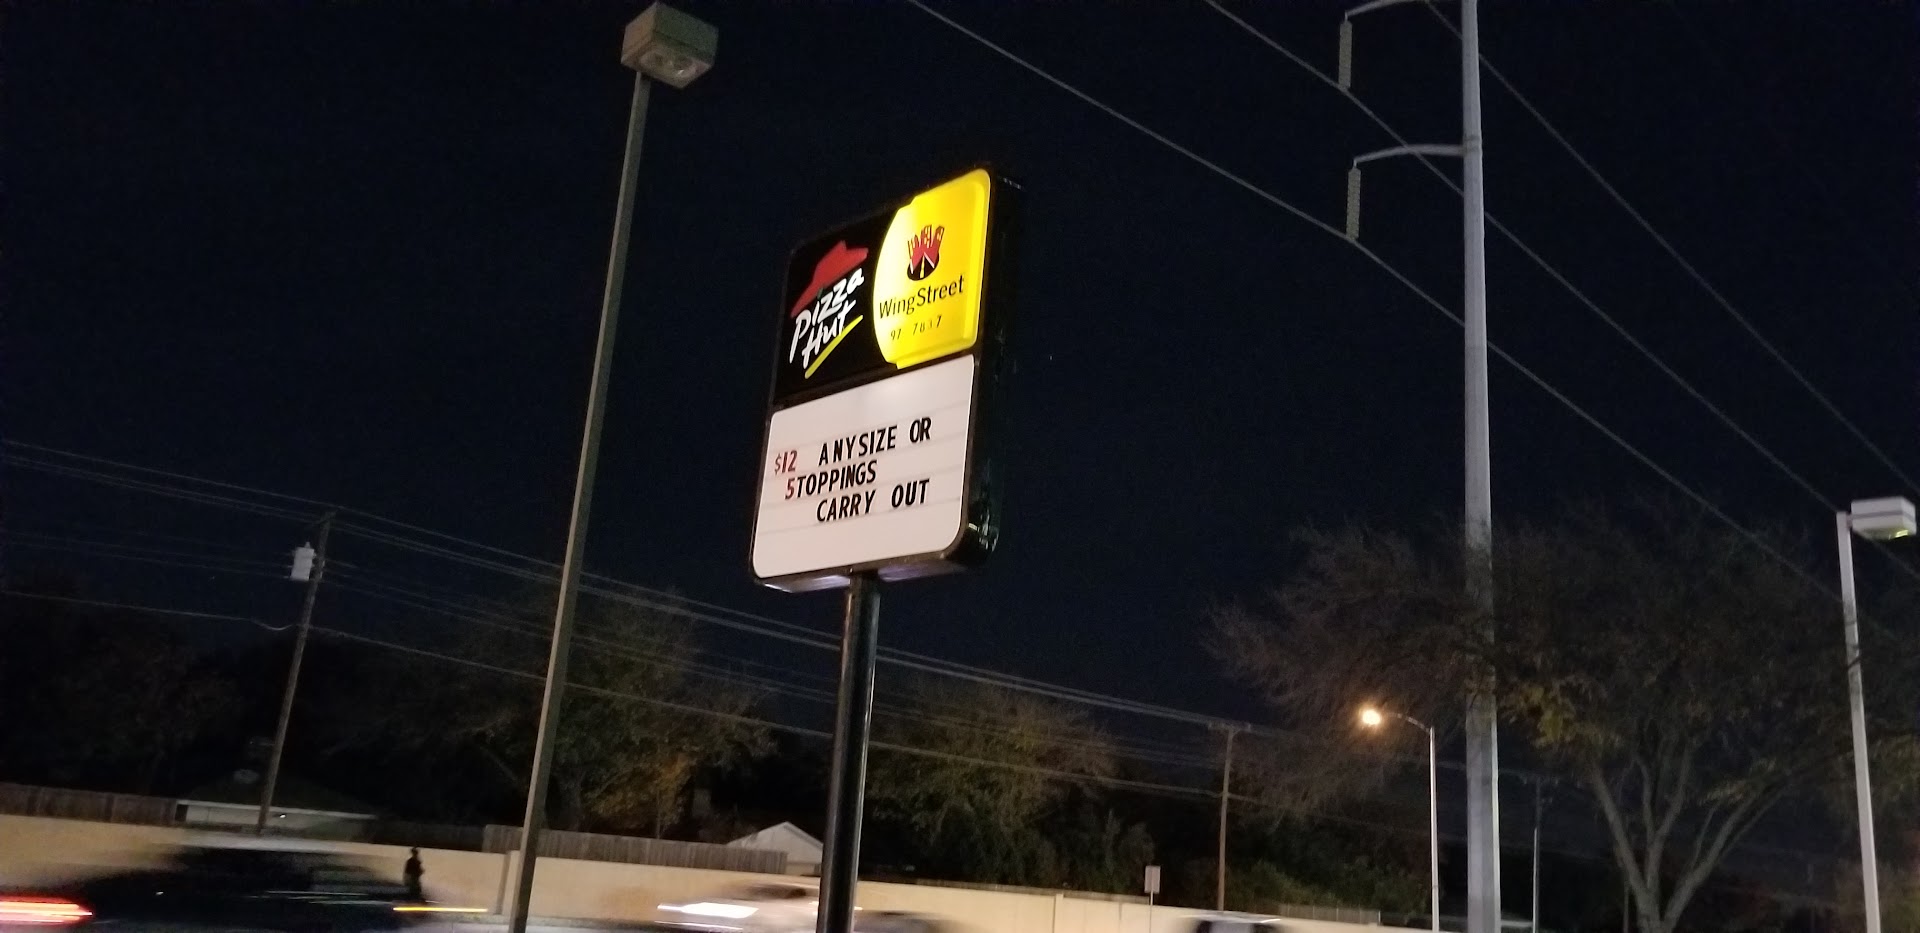 Pizza
Hut
WingStreet
$12 ANYSIZE OR
5TOPPINGS
CARRY OUT